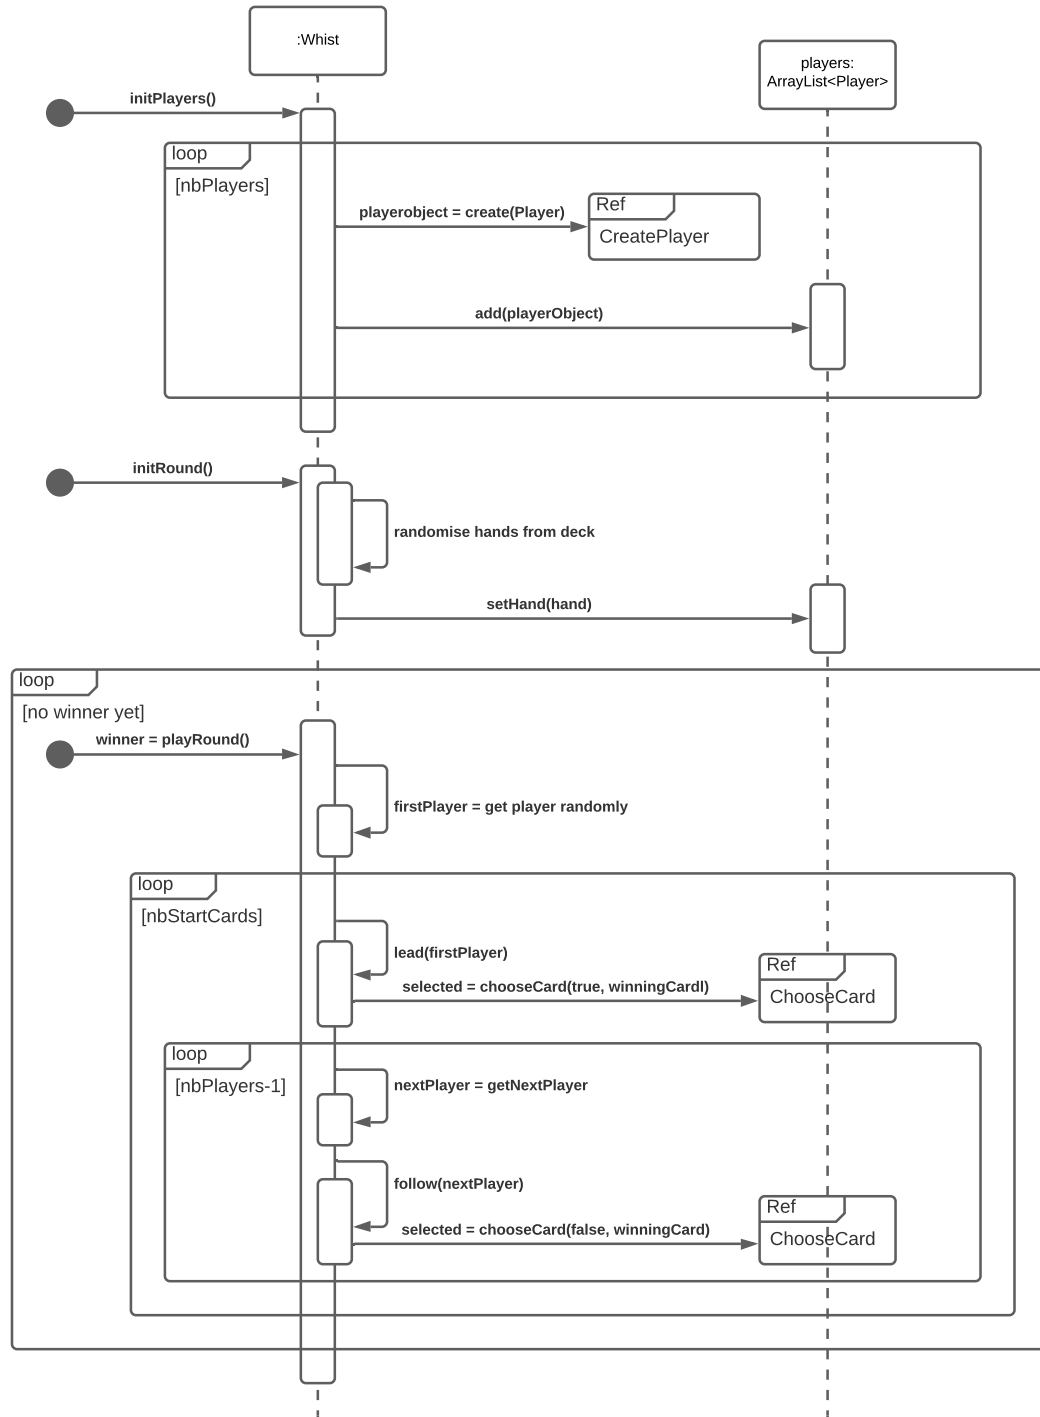 :Whist
players:
ArrayList<Player>
initPlayers()
loop
[nbPlayers]
playerobject = create(Player)
Ref
CreatePlayer
add(playerObject)
initRound()
randomise hands from deck
setHand(hand)
loop
[no winner yet]
winner = playRound()
firstPlayer = get player randomly
loop
[nbStartCards]
lead(firstPlayer)
selected = chooseCard(true, winningCardl)
Ref
ChooseCard
loop
[nbPlayers-1]
nextPlayer = getNextPlayer
follow(nextPlayer)
selected = chooseCard(false, winningCard)
Ref
ChooseCard